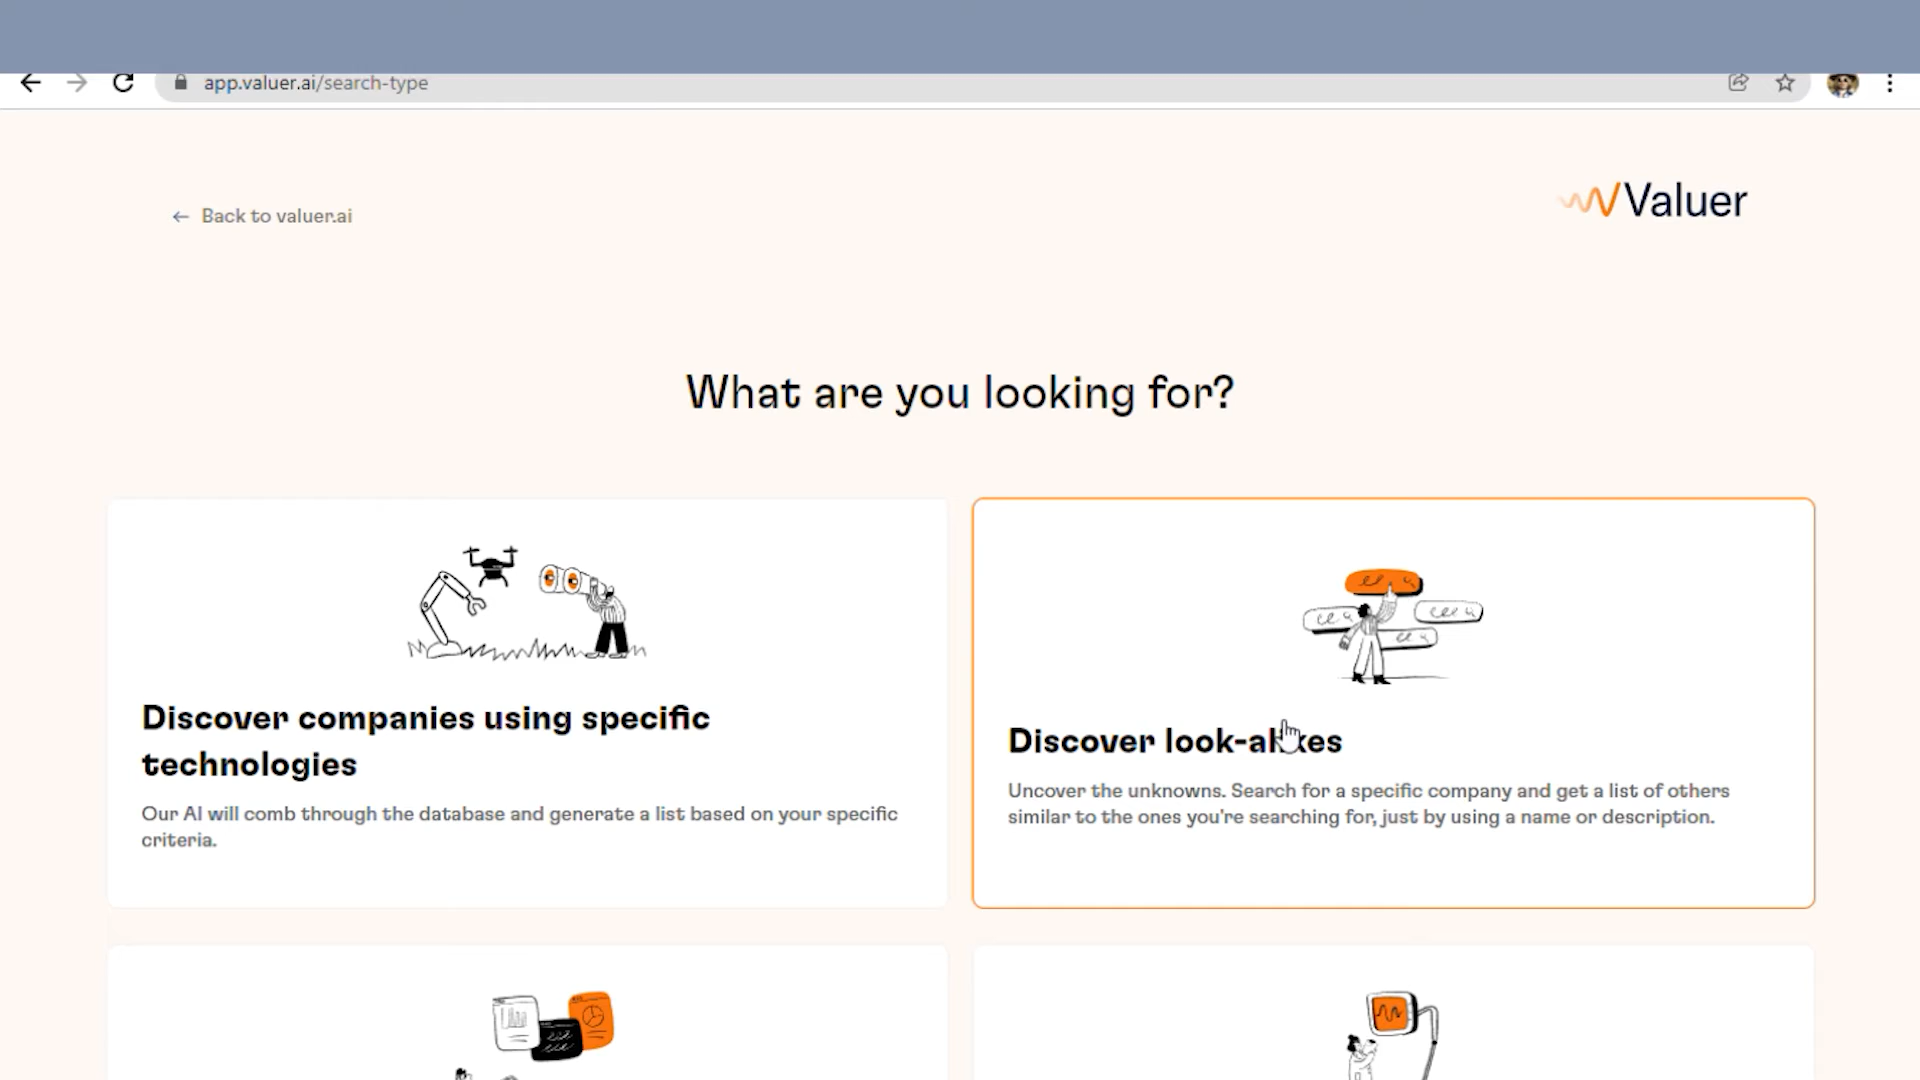 app.valuer.ai/search-type
Back to valuer.ai
Valuer
What are you looking for?
Discover companies using specific
technologies
Our AI will comb through the database and generate a list based on your specific
criteria.
Discover look-alikes
Uncover the unknowns. Search for a specific company and get a list of others
similar to the ones you're searching for, just by using a name or description.